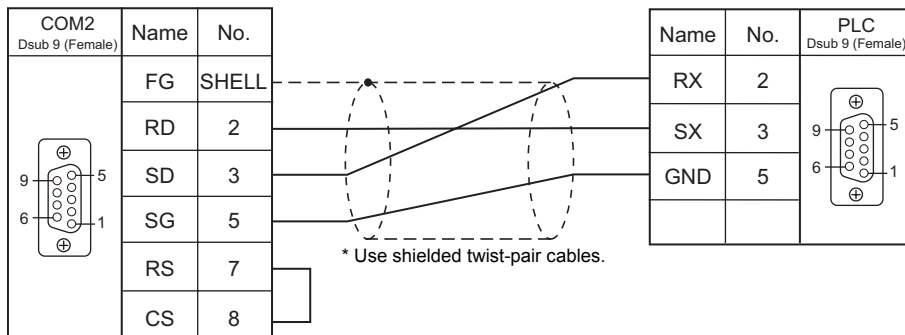 COM2
Dsub 9 (Female)
Name No.
FG SHELL
RD 2
SD 3
SG 5
RS 7
CS 8
9 5
6 1
* Use shielded twist-pair cables.
Name No.
PLC
Dsub 9 (Female)
RX 2
SX 3
GND 5
9 5
6 1